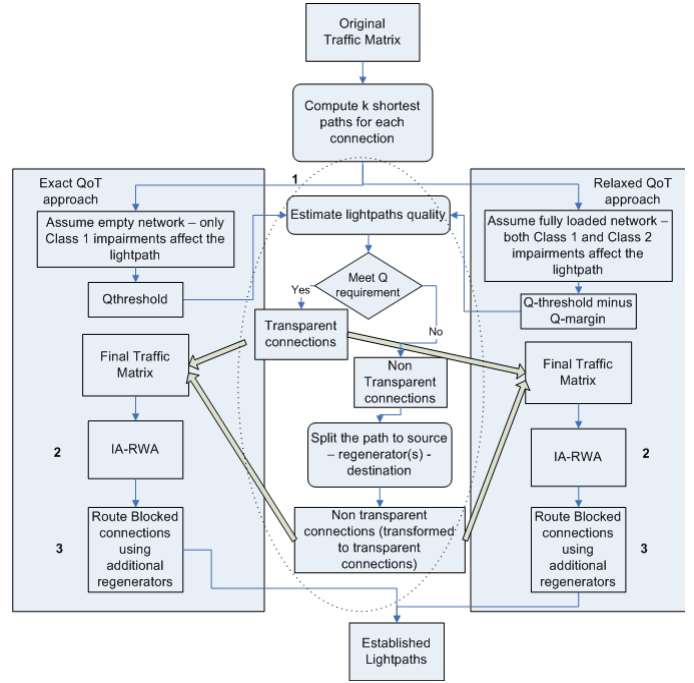 Original
Traffic Matrix
Compute k shortest
paths for each
connection
1
Exact QoT
approach
Relaxed QoT
approach
Assume empty network – only
Class 1 impairments affect the
lightpath
Estimate lightpaths quality
Assume fully loaded network –
both Class 1 and Class 2
impairments affect the
lightpath
Qthreshold
Meet Q
requirement
Yes
No
Q-threshold minus
Q-margin
Transparent
connections
Final Traffic
Matrix
Non
Transparent
connections
Final Traffic
Matrix
Split the path to source
– regenerator(s) -
destination
2
IA-RWA
IA-RWA
2
Non transparent
connections (transformed
to transparent
connections)
3
Route Blocked
connections
using
additional
regenerators
Route Blocked
connections
using
additional
regenerators
3
Established
Lightpaths